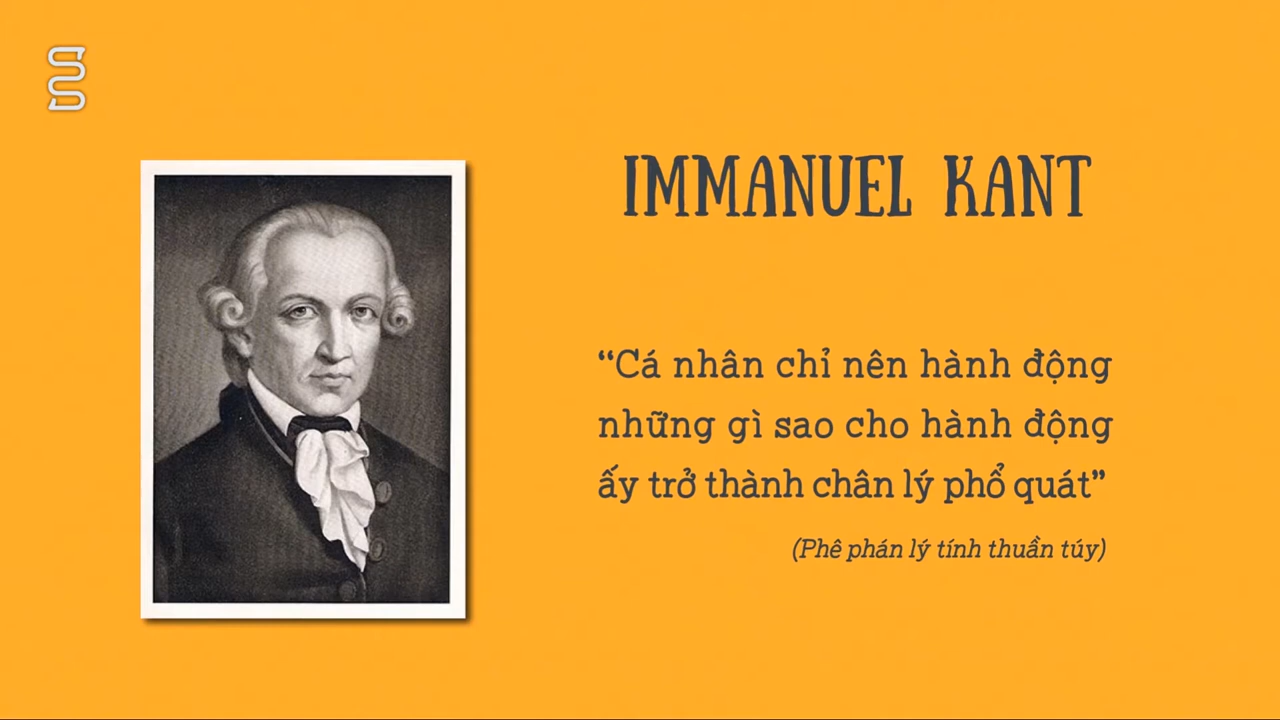 IMMANUEL KANT
“Cá nhân chỉ nên hành động
những gì sao cho hành động
ấy trở thành chân lý phổ quát”
(Phê phán lý tính thuần túy)